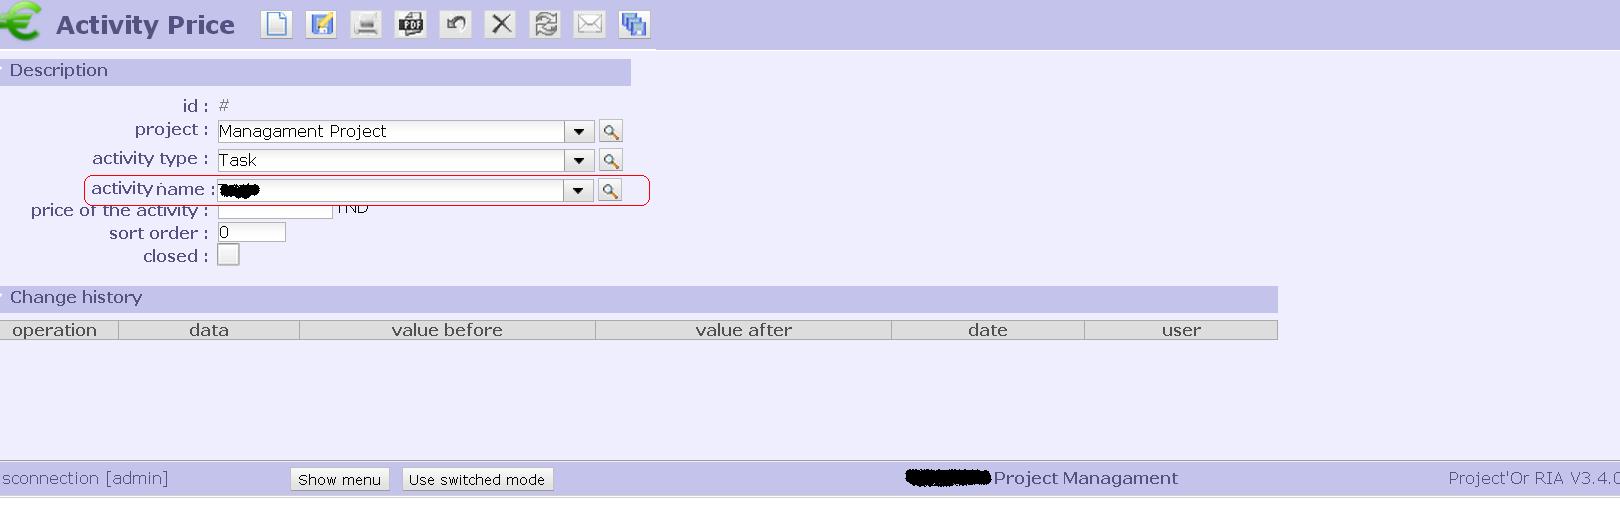 Activity Price
PDF
Description
id : #
project : Managament Project
activity type : Task
activity name :
price of the activity : TND
sort order : 0
closed :
Change history
operation data value before value after date user
sconnection [admin] Show menu Use switched mode Project Managament Project'Or RIA V3.4.0